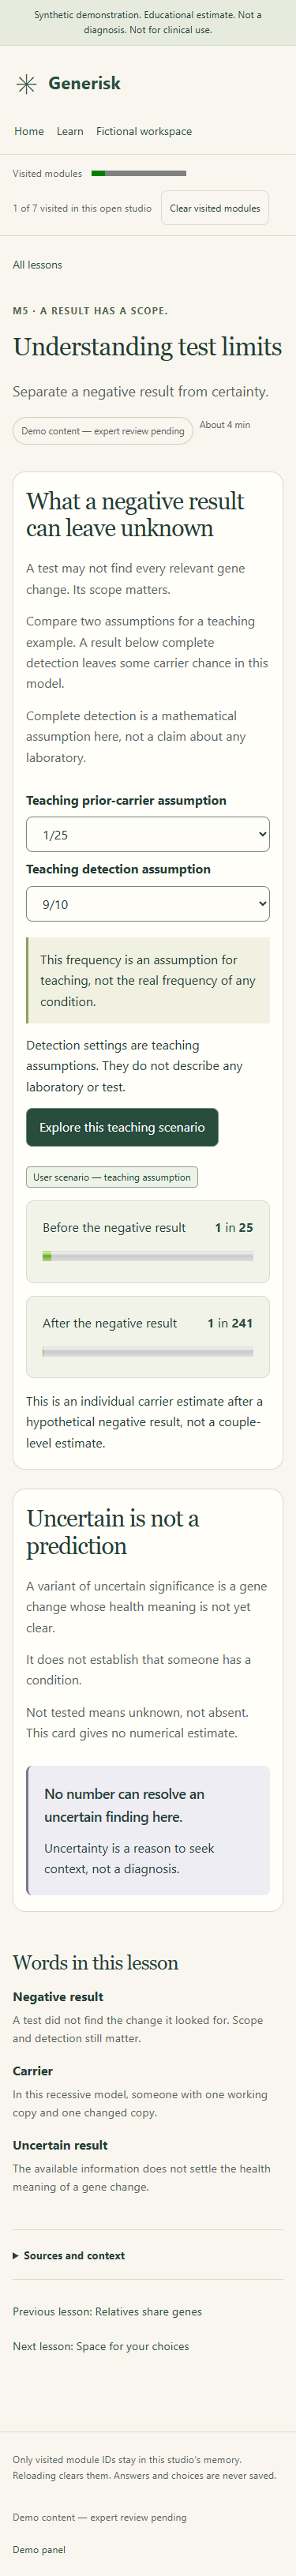 Synthetic demonstration. Educational estimate. Not a
diagnosis. Not for clinical use.
Generisk
Home Learn Fictional workspace
Visited modules
1 of 7 visited in this open studio Clear visited modules
All lessons
M5 · A RESULT HAS A SCOPE.
Understanding test limits
Separate a negative result from certainty.
Demo content — expert review pending About 4 min
What a negative result
can leave unknown
A test may not find every relevant gene
change. Its scope matters.
Compare two assumptions for a teaching
example. A result below complete
detection leaves some carrier chance in this
model.
Complete detection is a mathematical
assumption here, not a claim about any
laboratory.
Teaching prior-carrier assumption
1/25
Teaching detection assumption
9/10
This frequency is an assumption for
teaching, not the real frequency of any
condition.
Detection settings are teaching
assumptions. They do not describe any
laboratory or test.
Explore this teaching scenario
User scenario — teaching assumption
Before the negative result 1 in 25
After the negative result 1 in 241
This is an individual carrier estimate after a
hypothetical negative result, not a couple-
level estimate.
Uncertain is not a
prediction
A variant of uncertain significance is a gene
change whose health meaning is not yet
clear.
It does not establish that someone has a
condition.
Not tested means unknown, not absent.
This card gives no numerical estimate.
No number can resolve an
uncertain finding here.
Uncertainty is a reason to seek
context, not a diagnosis.
Words in this lesson
Negative result
A test did not find the change it looked for. Scope
and detection still matter.
Carrier
In this recessive model, someone with one working
copy and one changed copy.
Uncertain result
The available information does not settle the health
meaning of a gene change.
Sources and context
Previous lesson: Relatives share genes
Next lesson: Space for your choices
Only visited module IDs stay in this studio's memory.
Reloading clears them. Answers and choices are never saved.
Demo content — expert review pending
Demo panel